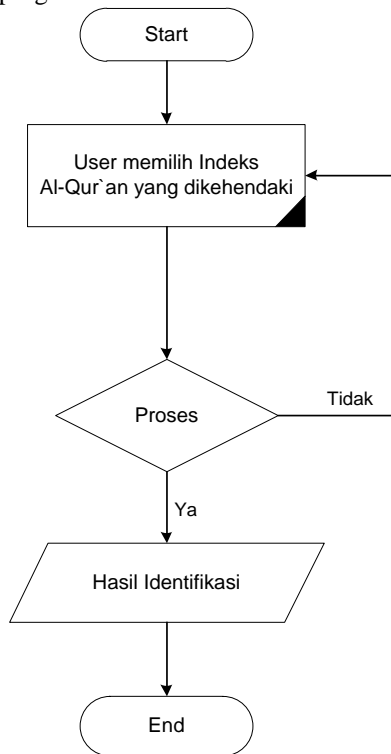 Start
User memilih Indeks
Al-Qur`an yang dikehendaki
Proses
Tidak
Ya
Hasil Identifikasi
End